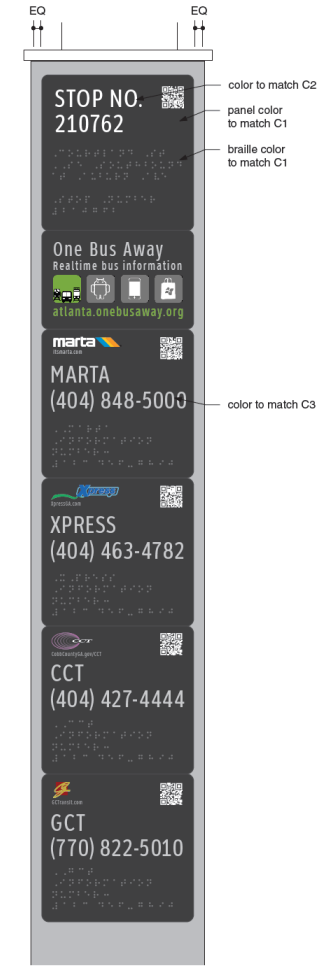 EQ EQ
STOP NO.
210762
color to match C2
panel color
to match C1
braille color
to match C1
One Bus Away
Realtime bus information
atlanta.onebusaway.org
marta
itsmarta.com
MARTA
(404) 848-5000
color to match C3
Xpress
XpressGA.com
XPRESS
(404) 463-4782
CCT
CobbCountyGA.gov/CCT
CCT
(404) 427-4444
GCTransit.com
GCT
(770) 822-5010